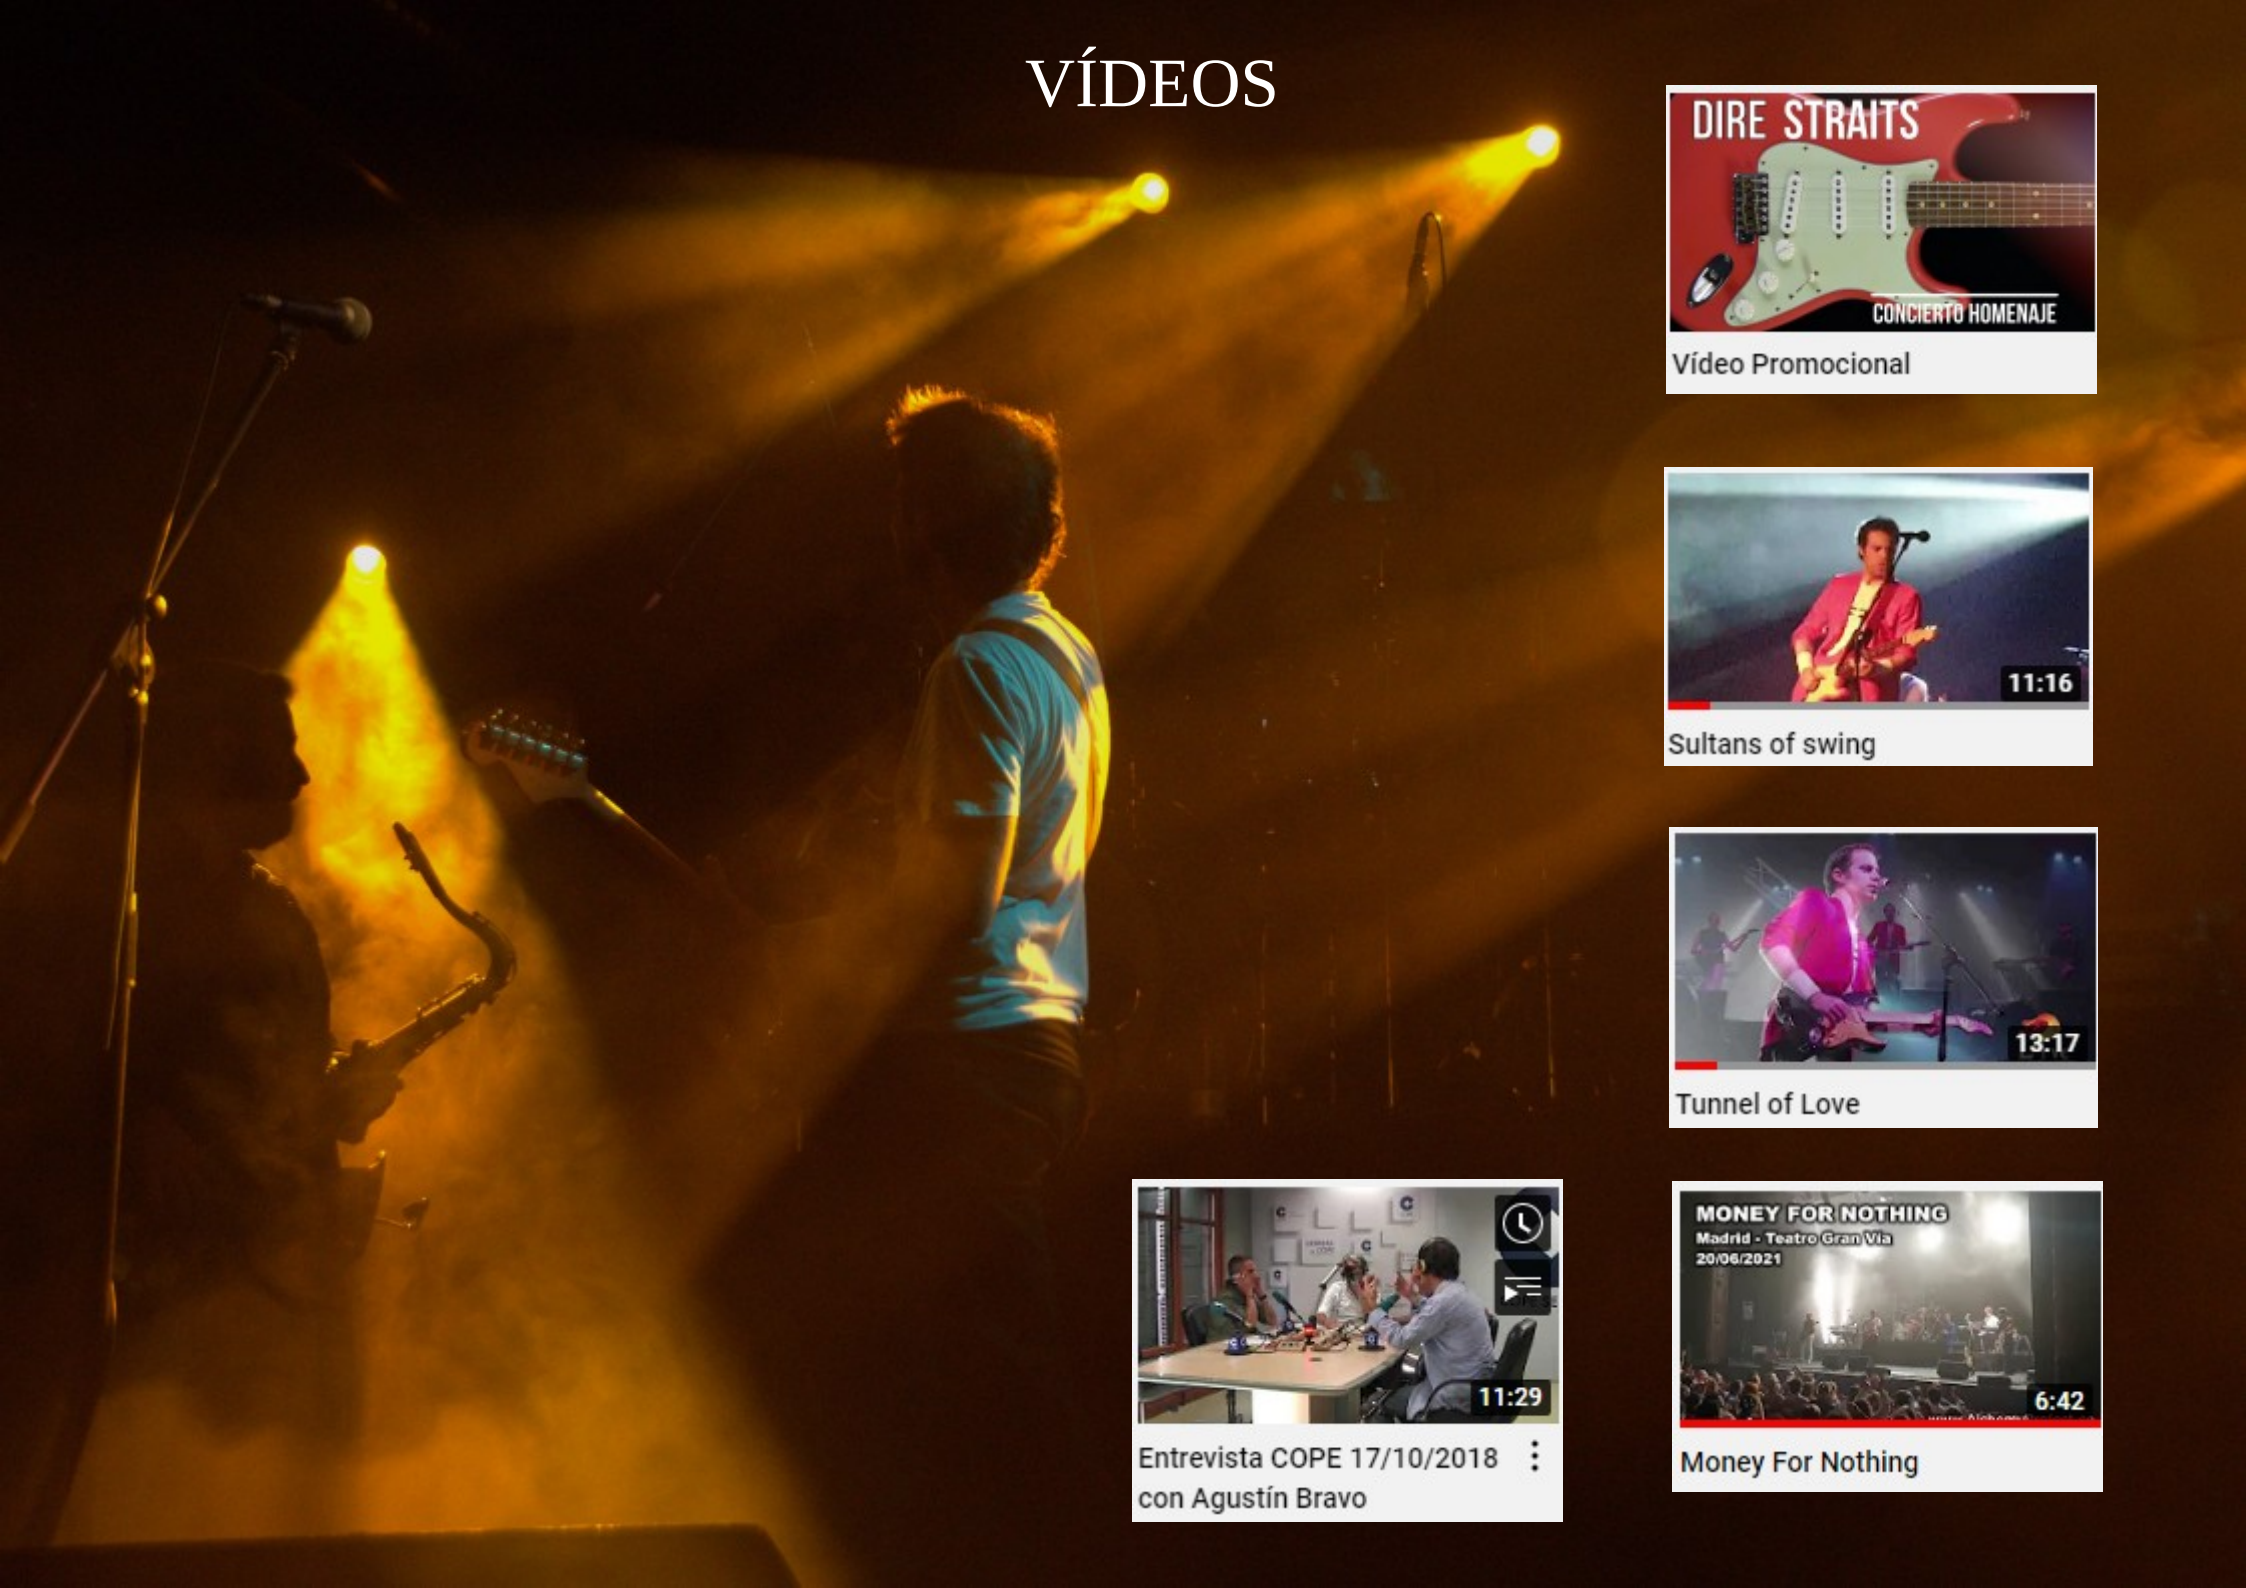 VÍDEOS
DIRE STRAITS
CONCIERTO HOMENAJE
Vídeo Promocional
11:16
Sultans of swing
13:17
Tunnel of Love
11:29
Entrevista COPE 17/10/2018
con Agustín Bravo
MONEY FOR NOTHING
Madrid - Teatro Gran Vía
20/06/2021
6:42
Money For Nothing